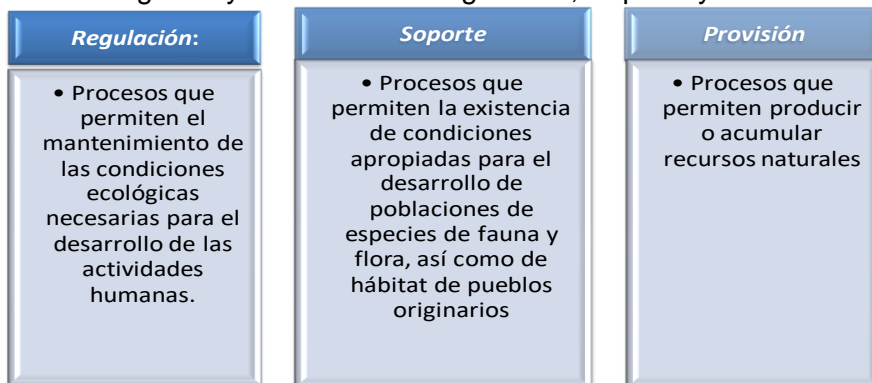 Regulación:
• Procesos que
permiten el
mantenimiento de
las condiciones
ecológicas
necesarias para el
desarrollo de las
actividades
humanas.
Soporte
• Procesos que
permiten la existencia
de condiciones
apropiadas para el
desarrollo de
poblaciones de
especies de fauna y
flora, así como de
hábitat de pueblos
originarios
Provisión
• Procesos que
permiten producir
o acumular
recursos naturales